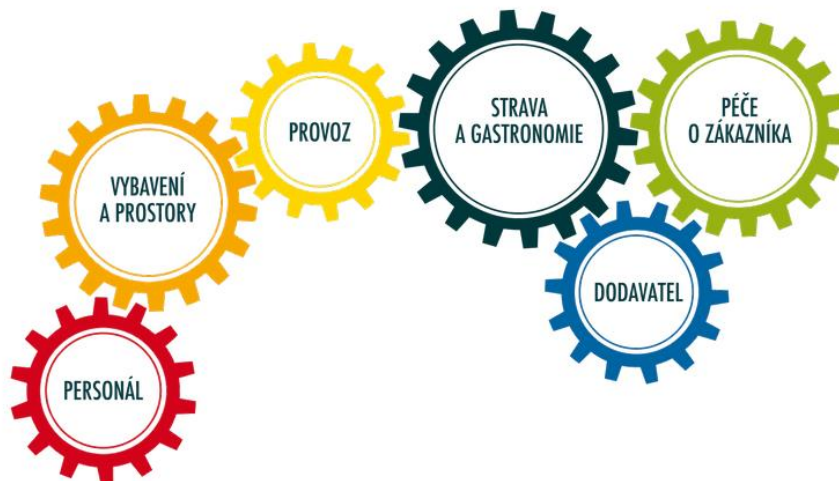 STRAVA
A GASTRONOMIE
PÉČE
O ZÁKAZNÍKA
PROVOZ
VYBAVENÍ
A PROSTORY
DODAVATEL
PERSONÁL